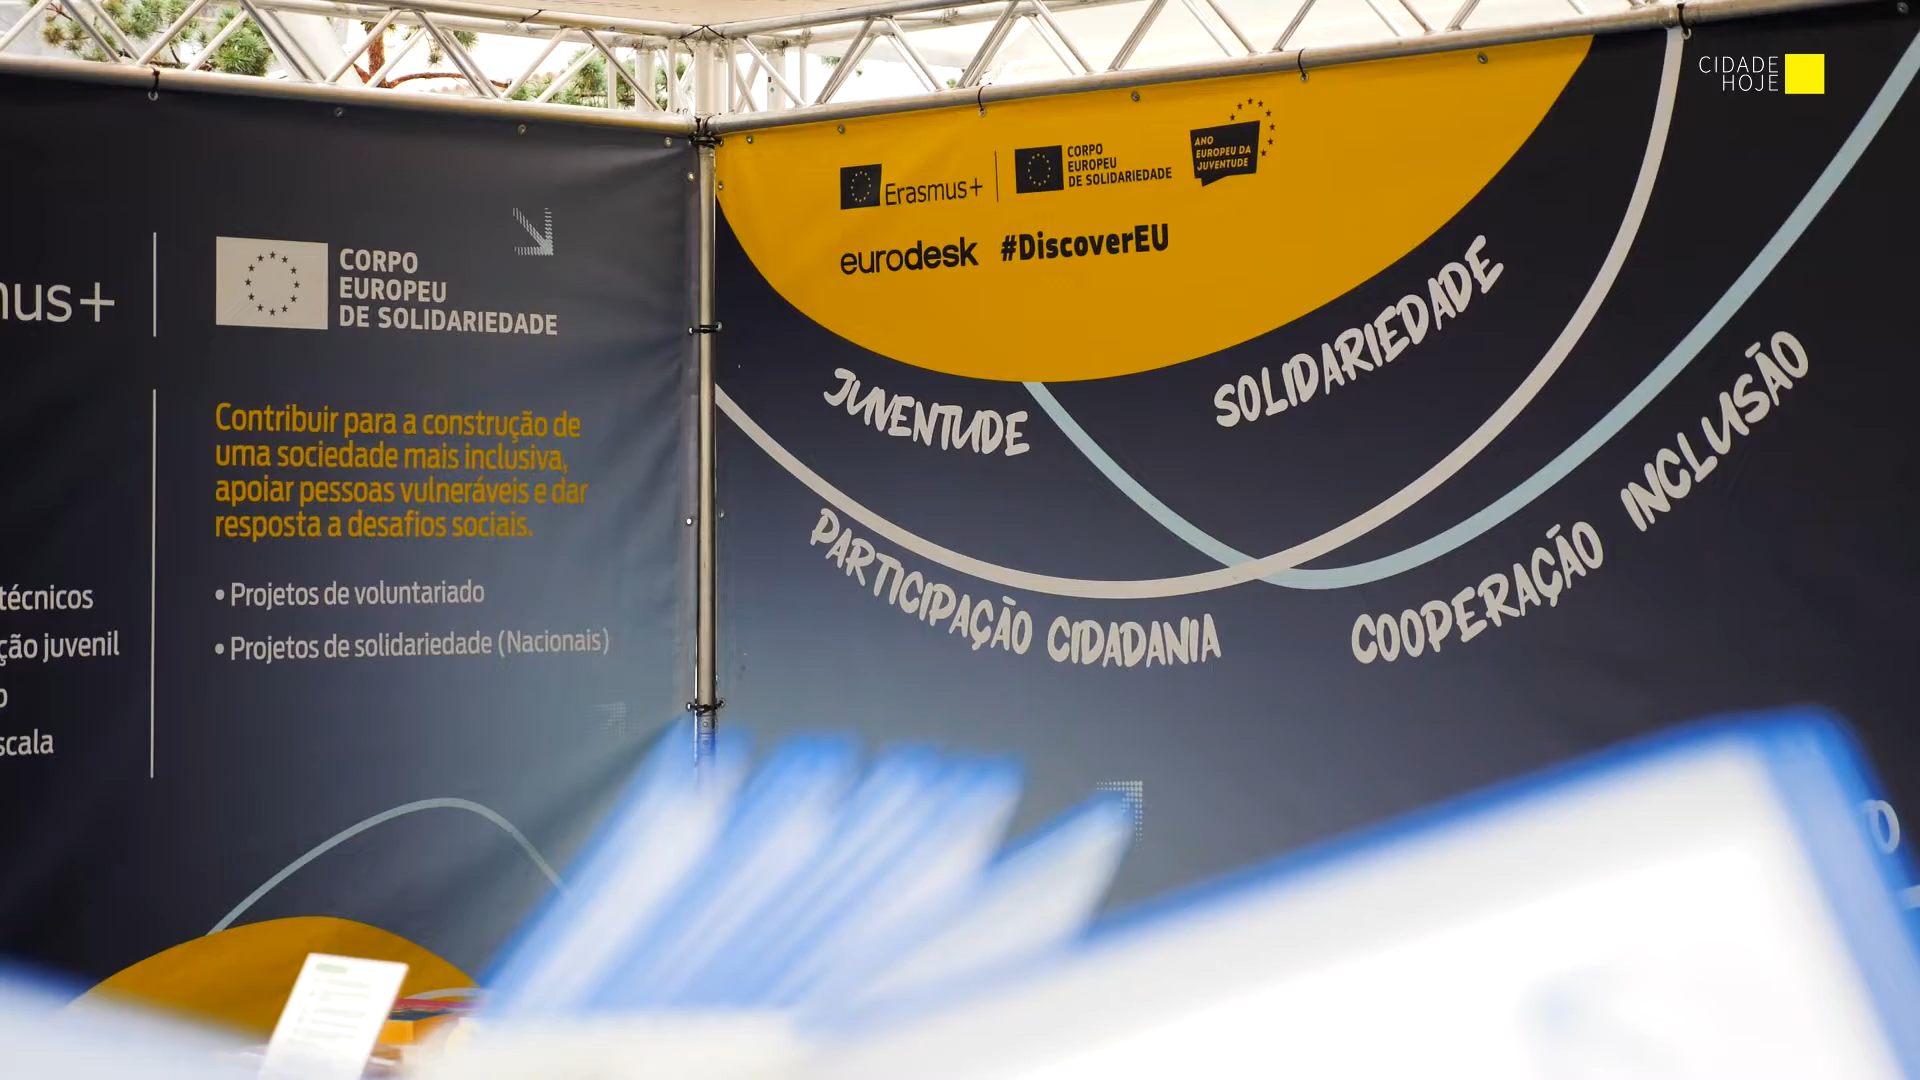 CIDADE
HOJE
mus+
CORPO
EUROPEU
DE SOLIDARIEDADE
Contribuir para a construção de
uma sociedade mais inclusiva,
apoiar pessoas vulneráveis e dar
resposta a desafios sociais.
• Projetos de voluntariado
• Projetos de solidariedade (Nacionais)
técnicos
ção juvenil
o
scala
Erasmus+
CORPO
EUROPEU
DE SOLIDARIEDADE
ANO
EUROPEU DA
JUVENTUDE
eurodesk #DiscoverEU
JUVENTUDE
SOLIDARIEDADE
PARTICIPAÇÃO CIDADANIA
COOPERAÇÃO INCLUSÃO